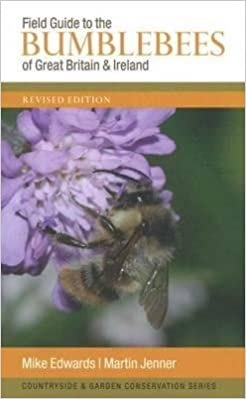 Field Guide to the
BUMBLEBEES
of Great Britain & Ireland
REVISED EDITION
Mike Edwards | Martin Jenner
COUNTRYSIDE & GARDEN CONSERVATION SERIES